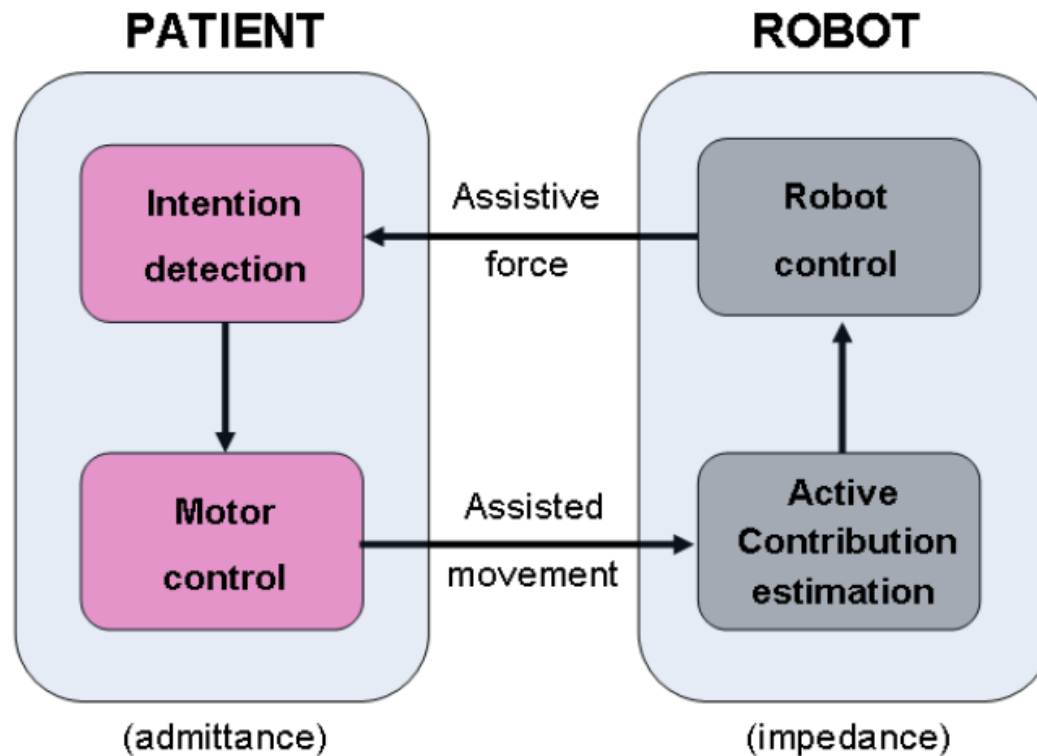 PATIENT
ROBOT
Intention
detection
Assistive
force
Robot
control
Motor
control
Assisted
movement
Active
Contribution
estimation
(admittance)
(impedance)